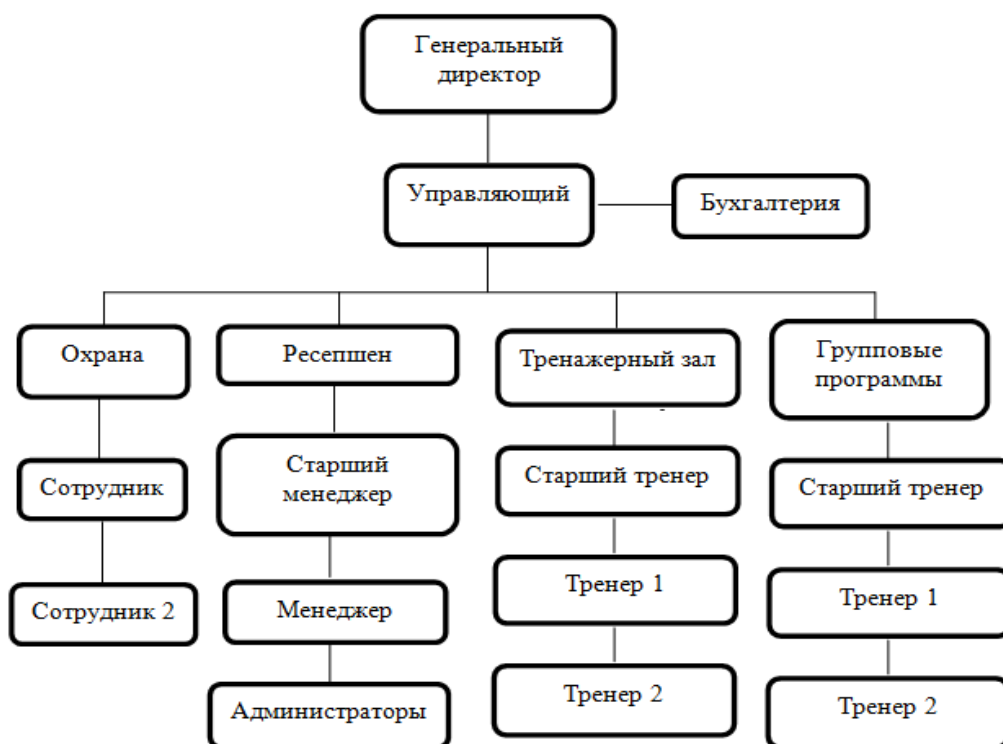 Генеральный
директор
Управляющий
Бухгалтерия
Охрана
Ресепшен
Тренажерный зал
Групповые
программы
Сотрудник
Старший
менеджер
Старший тренер
Старший тренер
Сотрудник 2
Менеджер
Тренер 1
Тренер 1
Администраторы
Тренер 2
Тренер 2